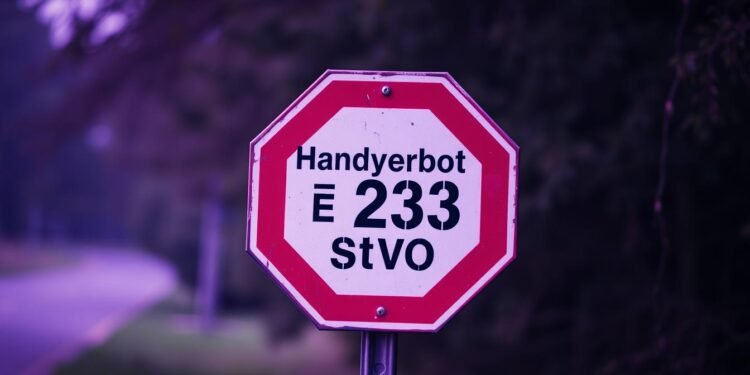 Handyerbot
Ē 233
StVO